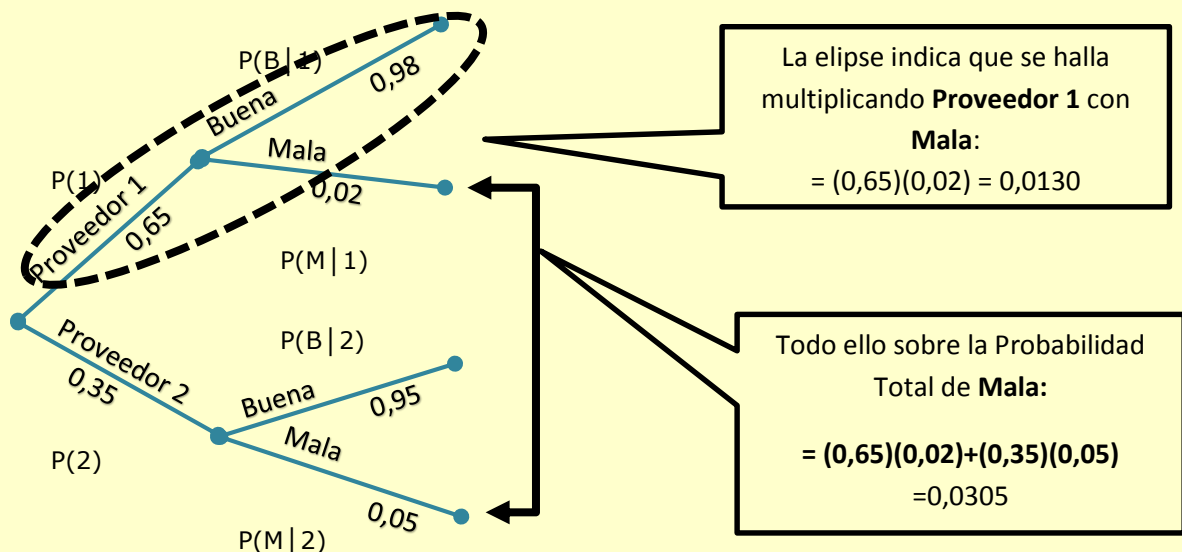 P(B|1)
0,98
Buena
Mala
0,02
P(1)
Proveedor 1
0,65
P(M|1)
P(B|2)
Proveedor 2
0,35
Buena
0,95
Mala
0,05
P(2)
P(M|2)
La elipse indica que se halla
multiplicando Proveedor 1 con
Mala:
= (0,65)(0,02) = 0,0130
Todo ello sobre la Probabilidad
Total de Mala:
= (0,65)(0,02)+(0,35)(0,05)
=0,0305